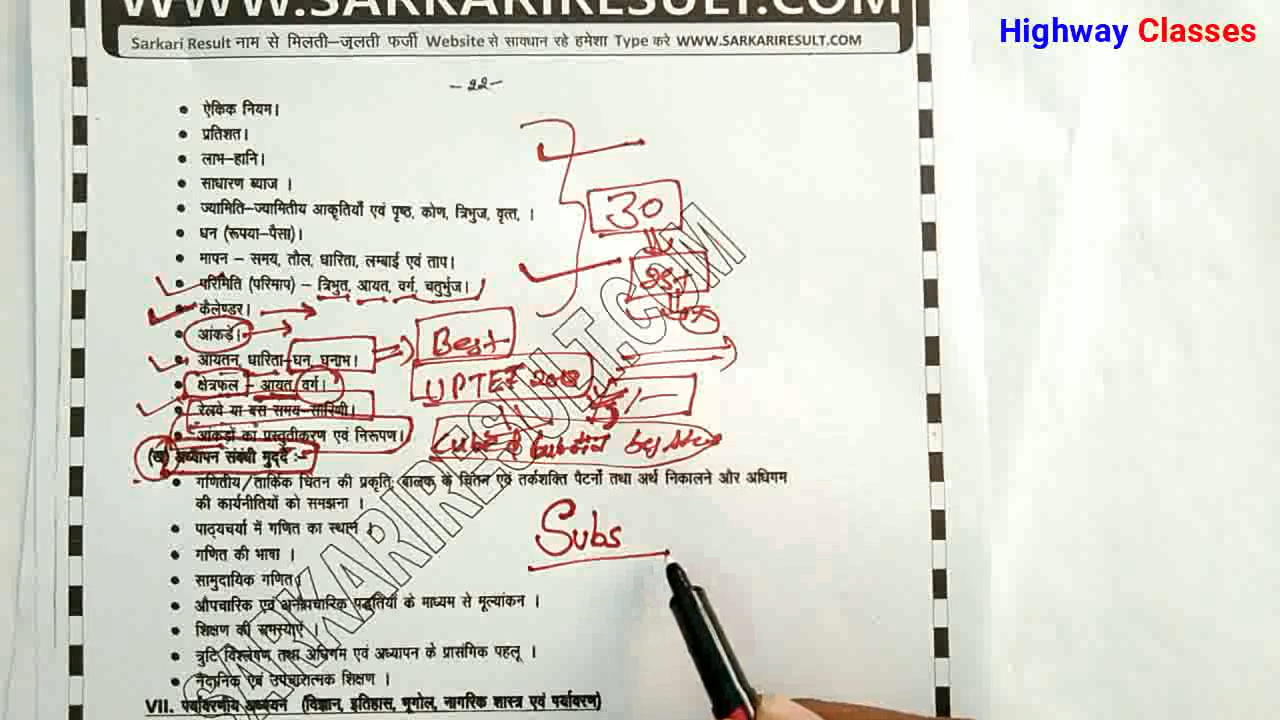 WWW.SARKARIRESULT.COM
Highway Classes
Sarkari Result नाम से मिलती–जुलती फर्जी Website से सावधान रहे हमेशा Type करे WWW.SARKARIRESULT.COM
–22–
• ऐकिक नियम।
• प्रतिशत।
• लाभ–हानि।
• साधारण ब्याज ।
• ज्यामिति–ज्यामितीय आकृतियाँ एवं पृष्ठ, कोण, त्रिभुज, वृत्त, ।
30
• धन (रूपया–पैसा)।
• मापन – समय, तौल, धारिता, लम्बाई एवं ताप।
• परिमिति (परिमाप) – त्रिभुत, आयत, वर्ग, चतुर्भुज।
• कैलेण्डर।
• आंकड़े।
Best
• आयतन, धारिता–घन, घनाभ।
• क्षेत्रफल – आयत, वर्ग।
UPTET
• रेलवे या बस समय–सारिणी।
• आंकड़ों का प्रस्तुतीकरण एवं निरूपण।
Cube
(ख) अध्यापन संबंधी मुद्दे :–
• गणितीय/तार्किक चिंतन की प्रकृति, बालक के चिंतन एवं तर्कशक्ति पैटनों तथा अर्थ निकालने और अधिगम
की कार्यनीतियों को समझना ।
Subs
• पाठ्यचर्या में गणित का स्थान ।
• गणित की भाषा ।
• सामुदायिक गणित।
• औपचारिक एवं अनौपचारिक पद्धतियों के माध्यम से मूल्यांकन ।
• शिक्षण की समस्याऐं ।
• त्रुटि विश्लेषण तथा अधिगम एवं अध्यापन के प्रासंगिक पहलू ।
• नैदानिक एवं उपचारात्मक शिक्षण ।
VII. पर्यावरणीय अध्ययन (विज्ञान, इतिहास, भूगोल, नागरिक शास्त्र एवं पर्यावरण)
SARKARIRESULT.COM